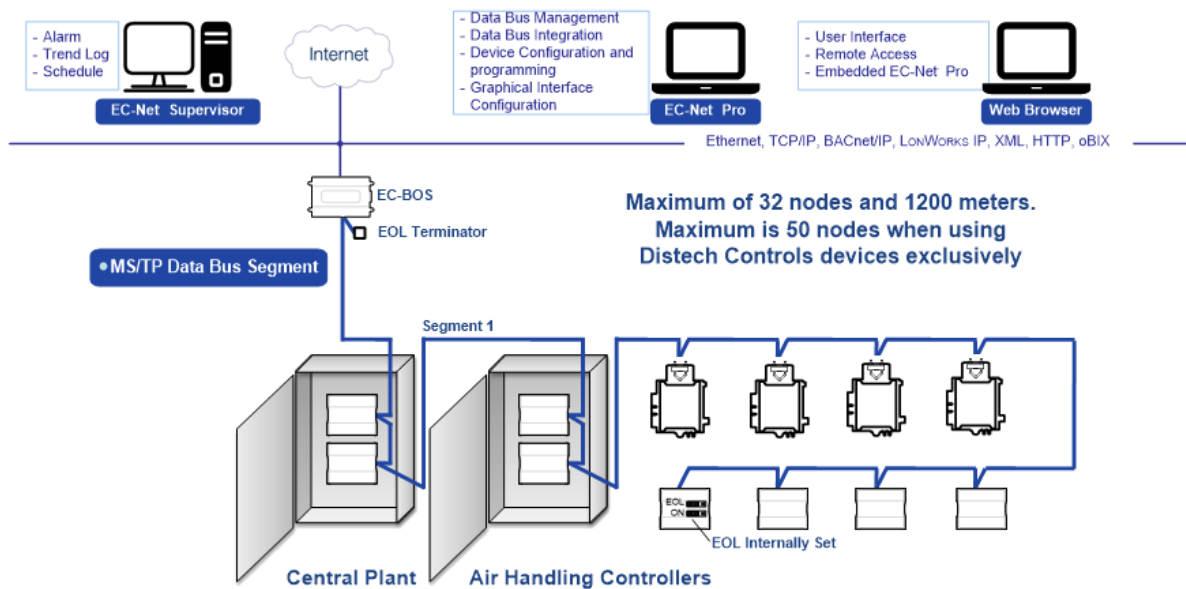 - Alarm
- Trend Log
- Schedule
EC-Net Supervisor
Internet
- Data Bus Management
- Data Bus Integration
- Device Configuration and
programming
- Graphical Interface
Configuration
EC-Net Pro
- User Interface
- Remote Access
- Embedded EC-Net Pro
Web Browser
Ethernet, TCP/IP, BACnet/IP, LONWORKS IP, XML, HTTP, oBIX
EC-BOS
EOL Terminator
Maximum of 32 nodes and 1200 meters.
Maximum is 50 nodes when using
Distech Controls devices exclusively
• MS/TP Data Bus Segment
Segment 1
EOL
ON
EOL Internally Set
Central Plant
Air Handling Controllers